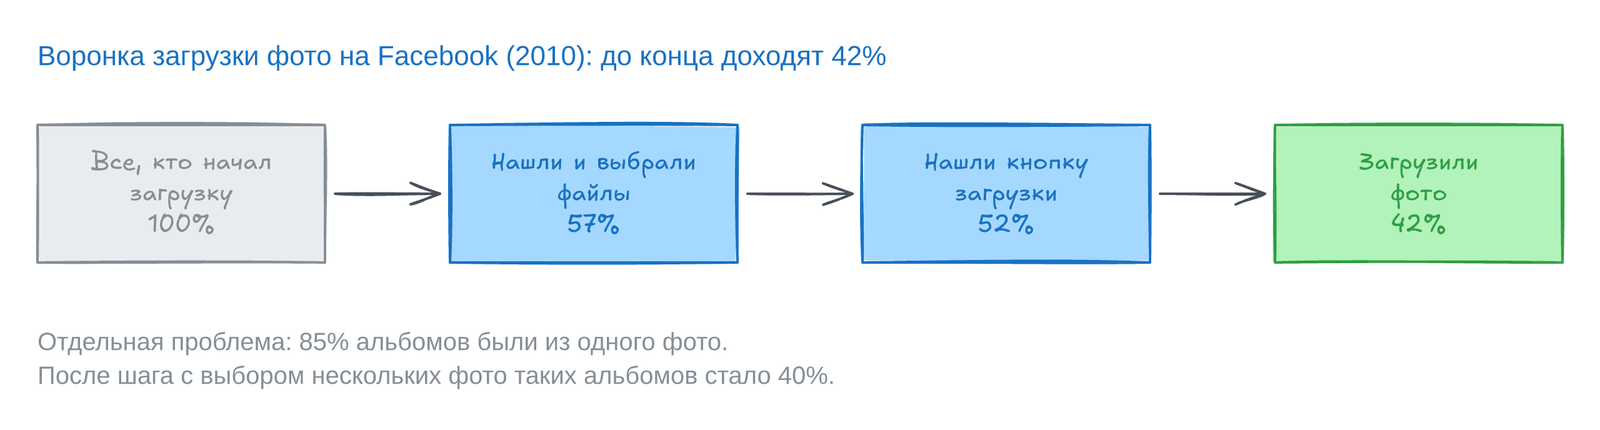 Воронка загрузки фото на Facebook (2010): до конца доходят 42%
Все, кто начал
загрузку
100%
Нашли и выбрали
файлы
57%
Нашли кнопку
загрузки
52%
Загрузили
фото
42%
Отдельная проблема: 85% альбомов были из одного фото.
После шага с выбором нескольких фото таких альбомов стало 40%.